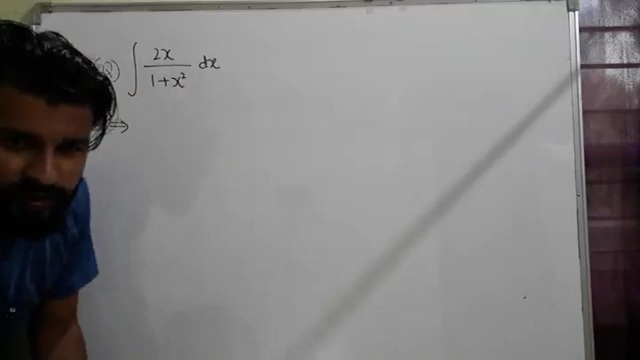 ∫ 2x / 1+x² dx
⇒